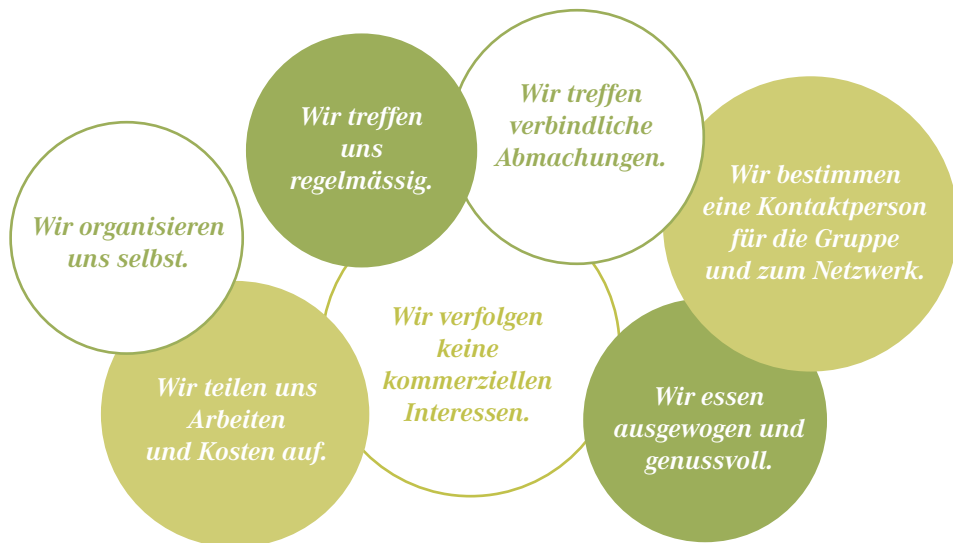 Wir treffen
uns
regelmässig.
Wir treffen
verbindliche
Abmachungen.
Wir bestimmen
eine Kontaktperson
für die Gruppe
und zum Netzwerk.
Wir organisieren
uns selbst.
Wir verfolgen
keine
kommerziellen
Interessen.
Wir teilen uns
Arbeiten
und Kosten auf.
Wir essen
ausgewogen und
genussvoll.